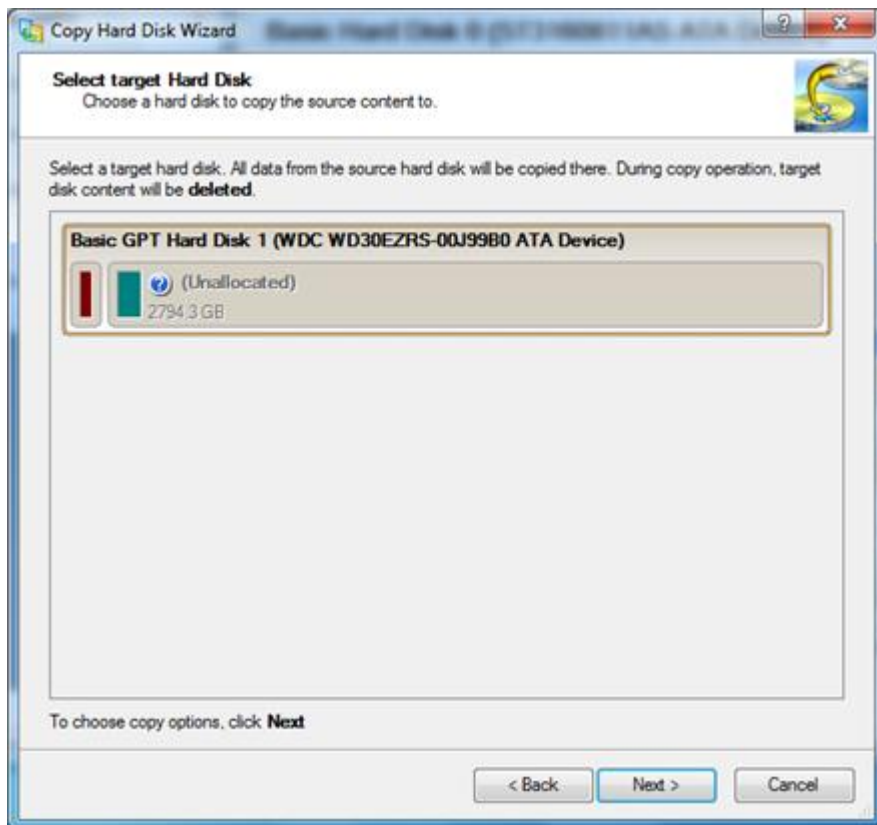 Copy Hard Disk Wizard
Select target Hard Disk
Choose a hard disk to copy the source content to.
Select a target hard disk. All data from the source hard disk will be copied there. During copy operation, target
disk content will be deleted.
Basic GPT Hard Disk 1 (WDC WD30EZRS-00J99B0 ATA Device)
(Unallocated)
2794.3 GB
To choose copy options, click Next
< Back
Next >
Cancel